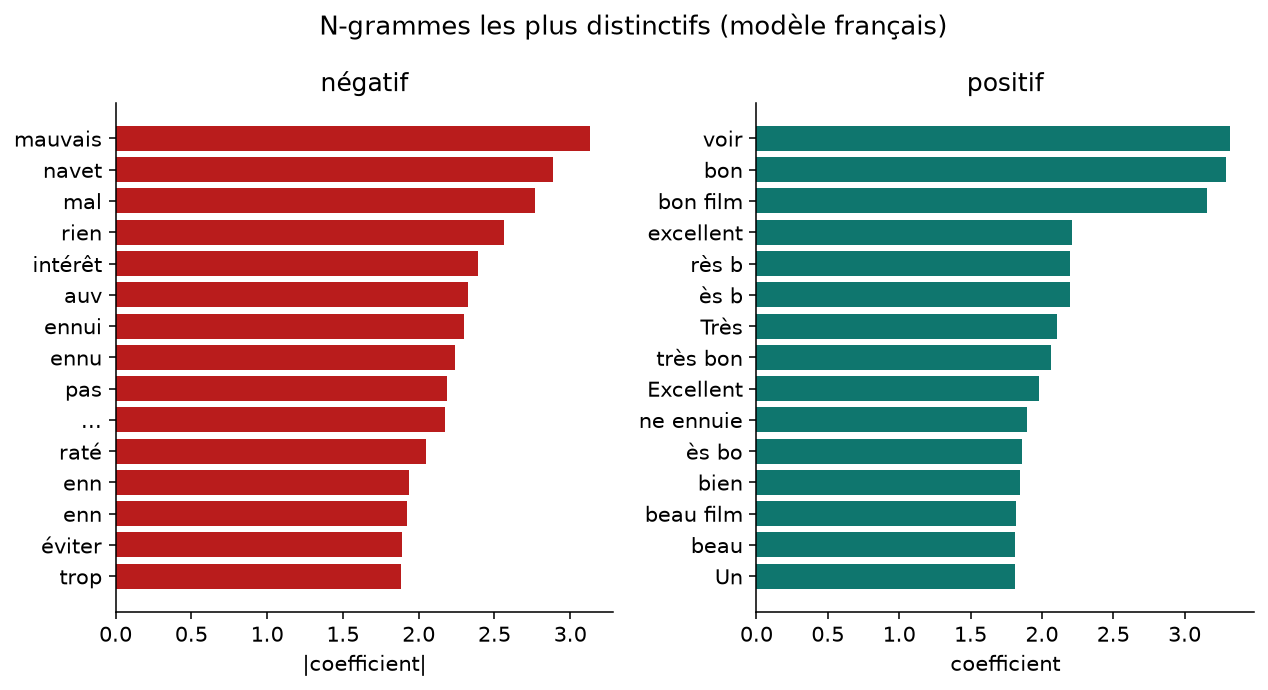 N-grammes les plus distinctifs (modèle français)
négatif
mauvais
navet
mal
rien
intérêt
auv
ennui
ennu
pas
...
raté
enn
enn
éviter
trop
0.0 0.5 1.0 1.5 2.0 2.5 3.0
|coefficient|
positif
voir
bon
bon film
excellent
rès b
ès b
Très
très bon
Excellent
ne ennuie
ès bo
bien
beau film
beau
Un
0.0 0.5 1.0 1.5 2.0 2.5 3.0
coefficient